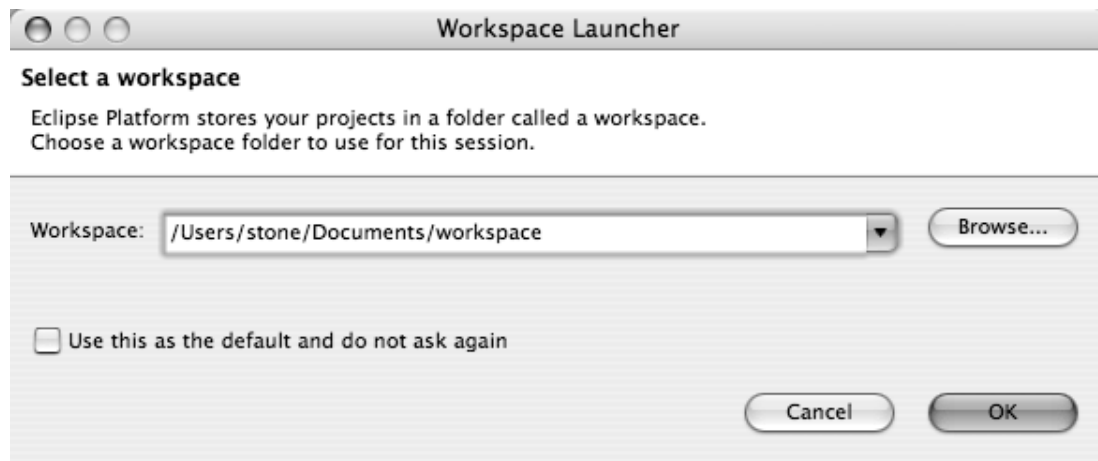 Workspace Launcher
Select a workspace
Eclipse Platform stores your projects in a folder called a workspace.
Choose a workspace folder to use for this session.
Workspace: /Users/stone/Documents/workspace Browse...
Use this as the default and do not ask again
Cancel OK